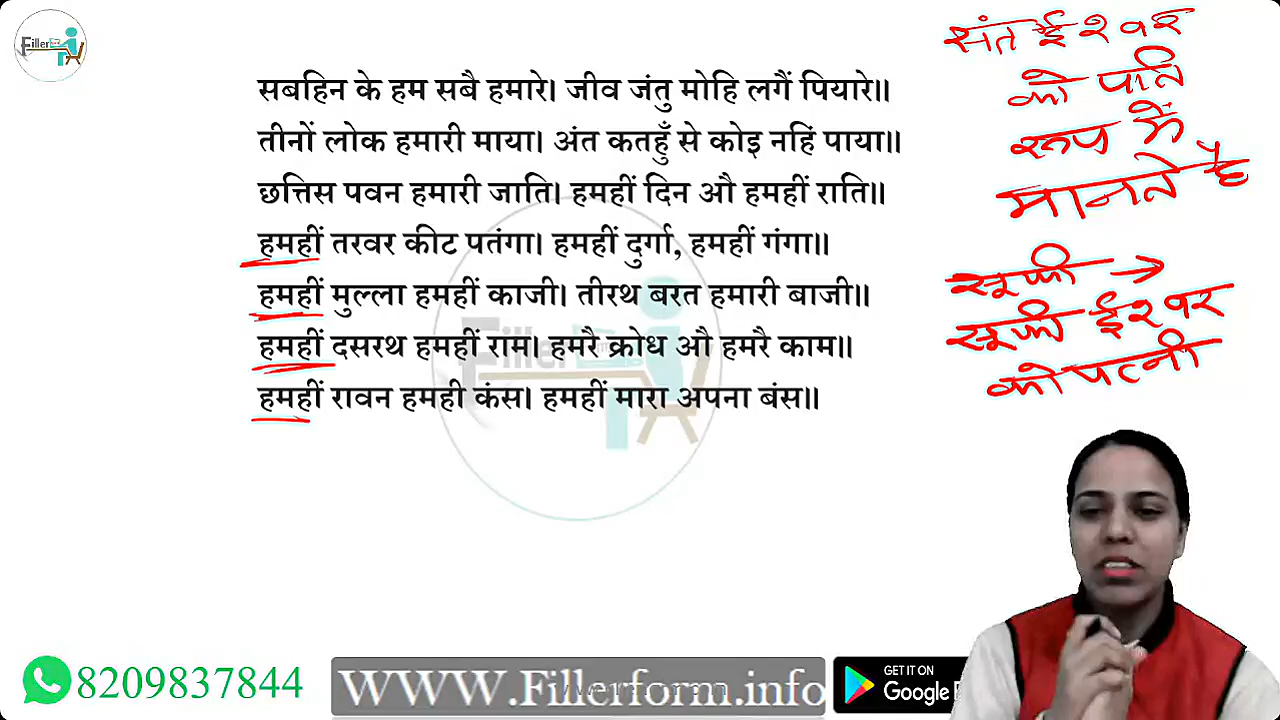 Filler
सबहिन के हम सबै हमारे। जीव जंतु मोहि लगैं पियारे॥
तीनों लोक हमारी माया। अंत कतहुँ से कोइ नहिं पाया॥
छत्तिस पवन हमारी जाति। हमहीं दिन औ हमहीं राति॥
हमहीं तरवर कीट पतंगा। हमहीं दुर्गा, हमहीं गंगा॥
हमहीं मुल्ला हमहीं काजी। तीरथ बरत हमारी बाजी॥
हमहीं दसरथ हमहीं राम। हमरै क्रोध औ हमरै काम॥
हमहीं रावन हमही कंस। हमहीं मारा अपना बंस॥
संत ईश्वर
को पति
रूप में
मानते है
सूफी →
सूफी ईश्वर
को पत्नी
8209837844
WWW.Fillerform.info
GET IT ON
Google